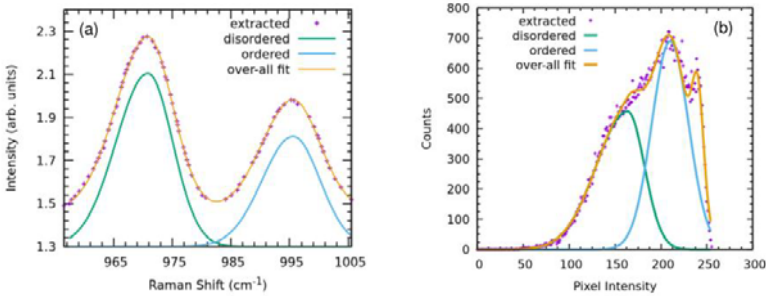 (a)
extracted
disordered
ordered
over-all fit
2.3
2.1
1.9
1.7
1.5
1.3
965 975 985 995 1005
Intensity (arb. units)
Raman Shift (cm-1)
(b)
extracted
disordered
ordered
over-all fit
800
700
600
500
400
300
200
100
0
0 50 100 150 200 250 300
Counts
Pixel Intensity